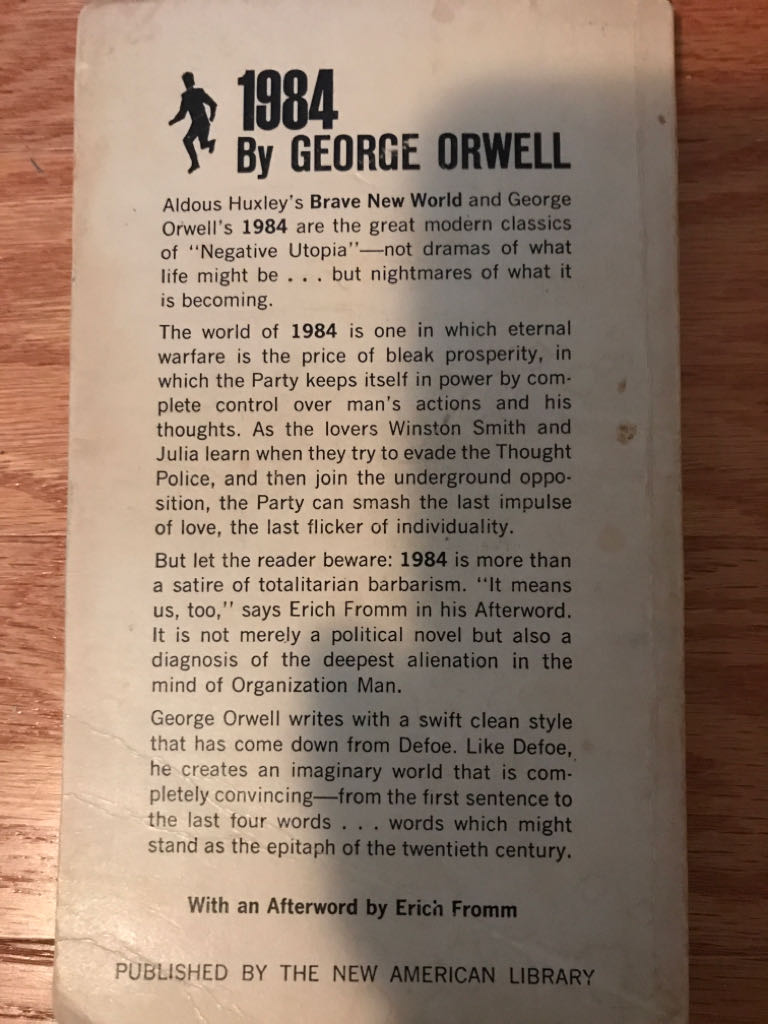 1984
By GEORGE ORWELL
Aldous Huxley's Brave New World and George
Orwell's 1984 are the great modern classics
of "Negative Utopia"—not dramas of what
life might be . . . but nightmares of what it
is becoming.
The world of 1984 is one in which eternal
warfare is the price of bleak prosperity, in
which the Party keeps itself in power by com-
plete control over man's actions and his
thoughts. As the lovers Winston Smith and
Julia learn when they try to evade the Thought
Police, and then join the underground oppo-
sition, the Party can smash the last impulse
of love, the last flicker of individuality.
But let the reader beware: 1984 is more than
a satire of totalitarian barbarism. "It means
us, too," says Erich Fromm in his Afterword.
It is not merely a political novel but also a
diagnosis of the deepest alienation in the
mind of Organization Man.
George Orwell writes with a swift clean style
that has come down from Defoe. Like Defoe,
he creates an imaginary world that is com-
pletely convincing—from the first sentence to
the last four words . . . words which might
stand as the epitaph of the twentieth century.
With an Afterword by Erich Fromm
PUBLISHED BY THE NEW AMERICAN LIBRARY